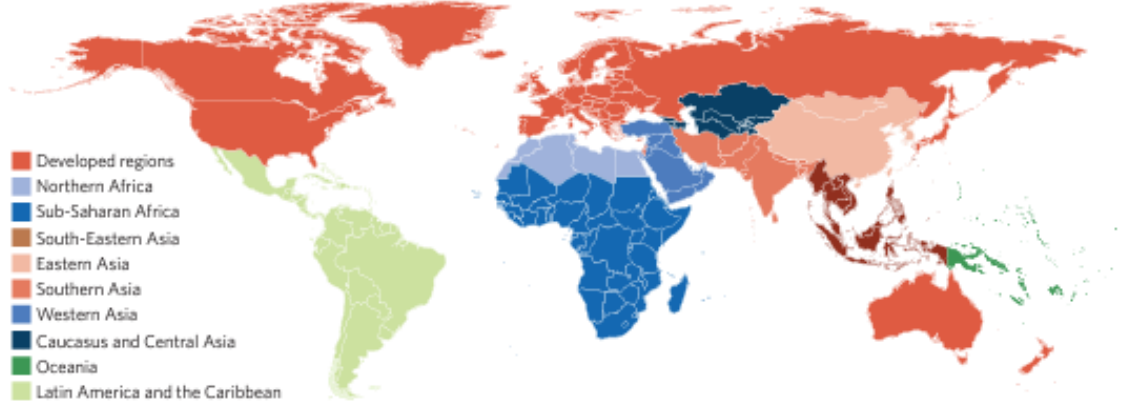 Developed regions
Northern Africa
Sub-Saharan Africa
South-Eastern Asia
Eastern Asia
Southern Asia
Western Asia
Caucasus and Central Asia
Oceania
Latin America and the Caribbean